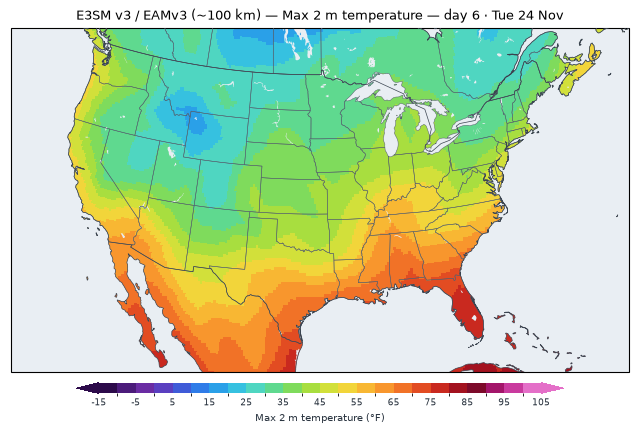 E3SM v3 / EAMv3 (~100 km) — Max 2 m temperature — day 6 · Tue 24 Nov
-15 -5 5 15 25 35 45 55 65 75 85 95 105
Max 2 m temperature (°F)